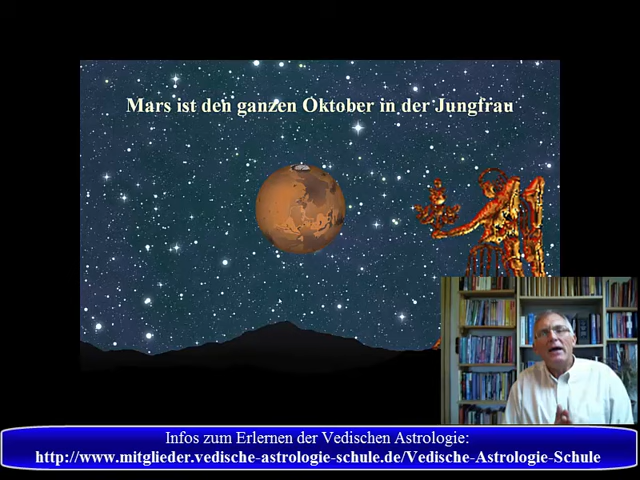 Mars ist den ganzen Oktober in der Jungfrau
Infos zum Erlernen der Vedischen Astrologie:
http://www.mitglieder.vedische-astrologie-schule.de/Vedische-Astrologie-Schule